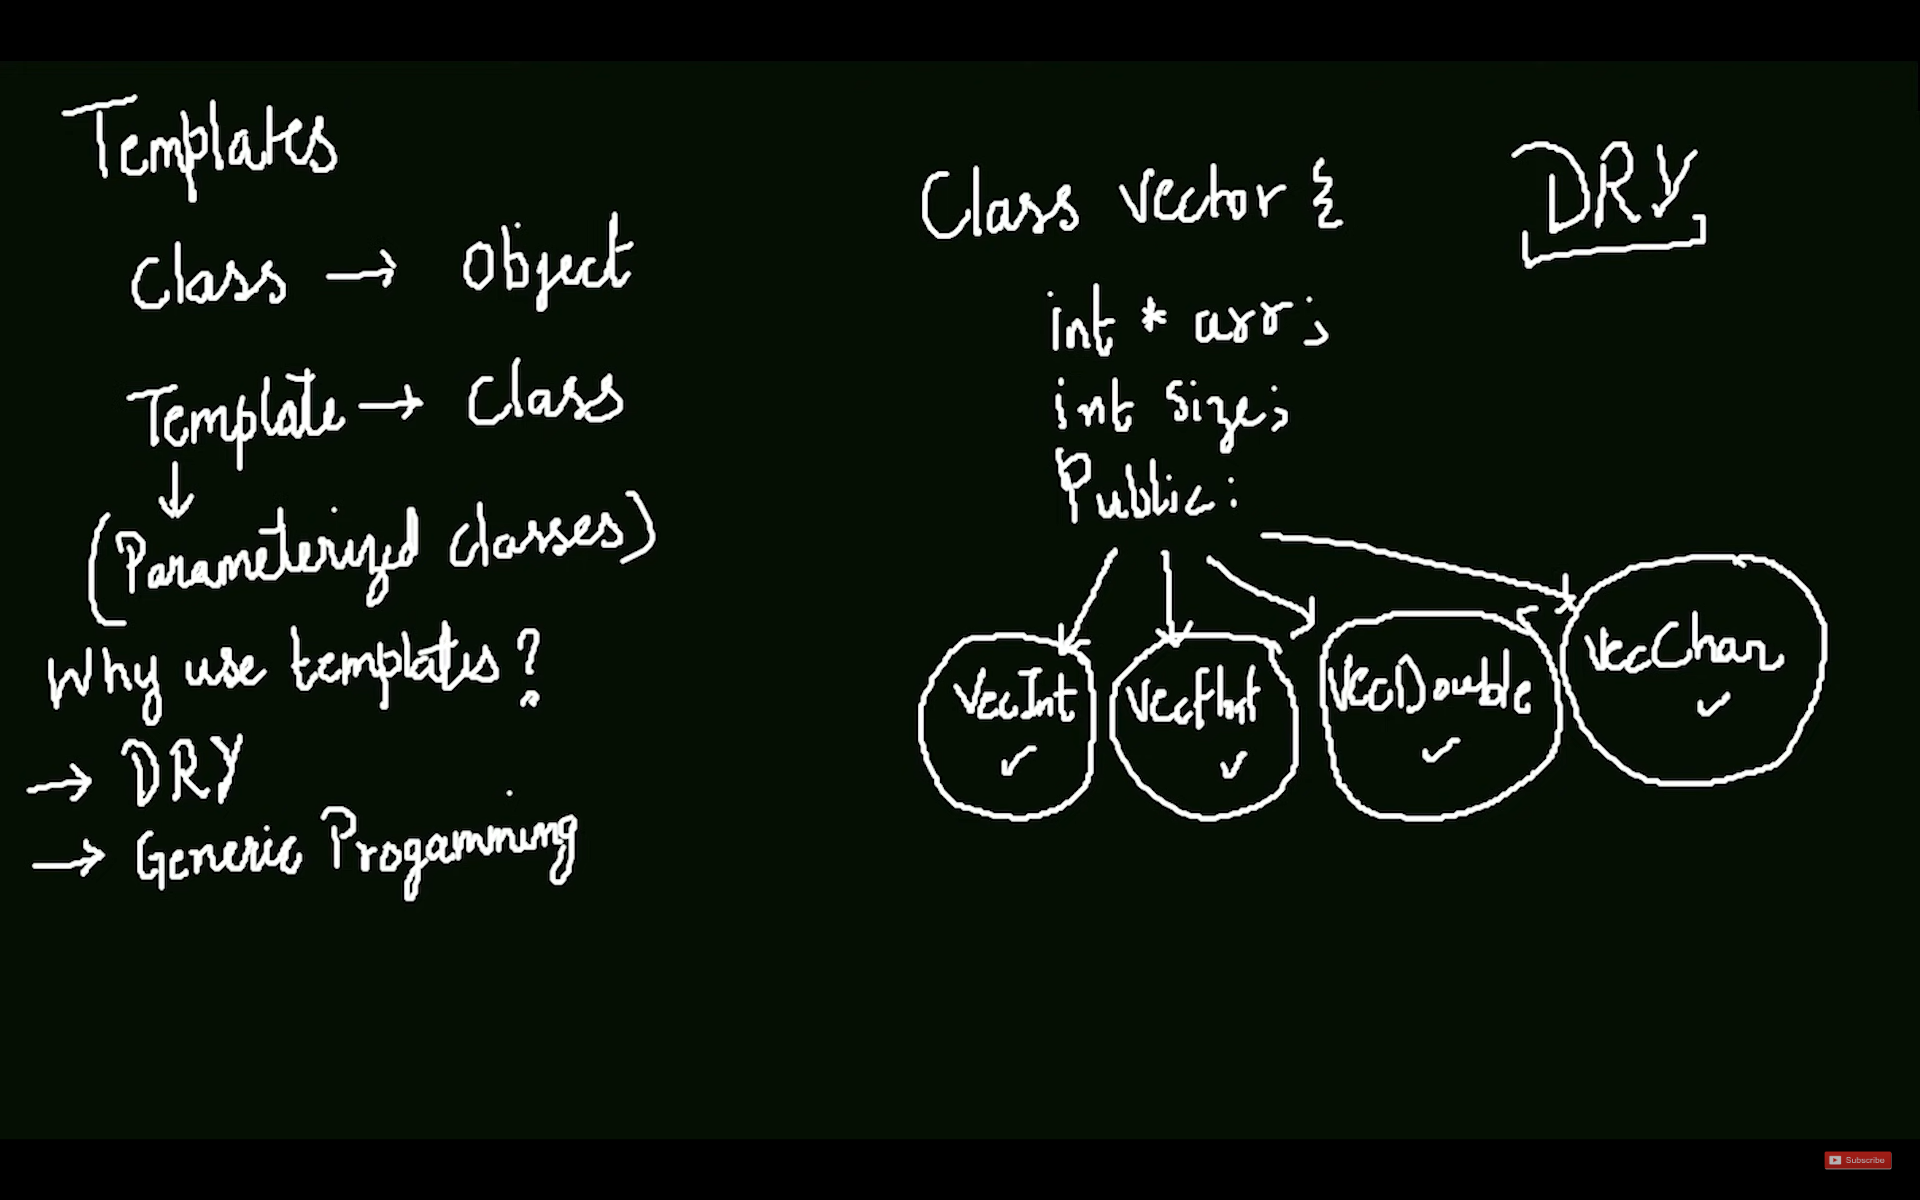 Templates
Class → Object
Template → Class
↓
(Parameterized classes)
Why use templates?
→ DRY
→ Generic Progamming
Class vector {
DRY
int * arr;
int size;
Public:
VecInt ✓
VecFloat ✓
VecDouble ✓
VecChar ✓
Subscribe